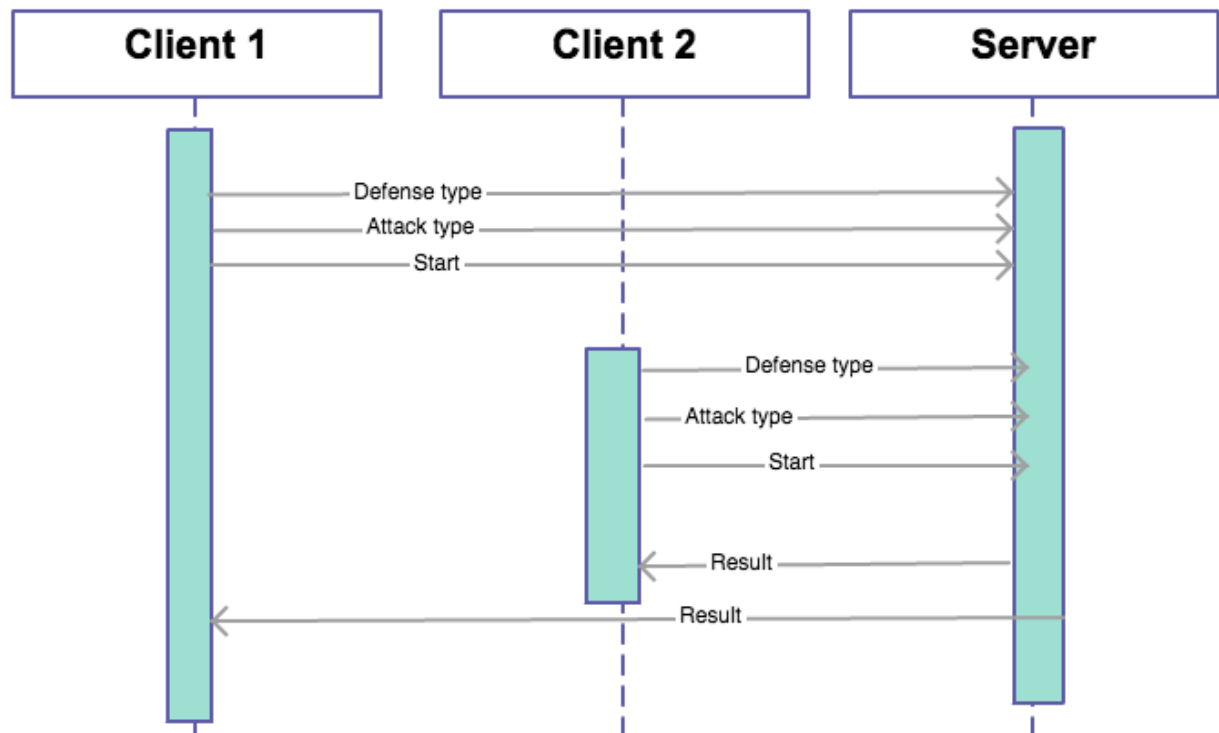 Client 1
Client 2
Server
Defense type
Attack type
Start
Defense type
Attack type
Start
Result
Result